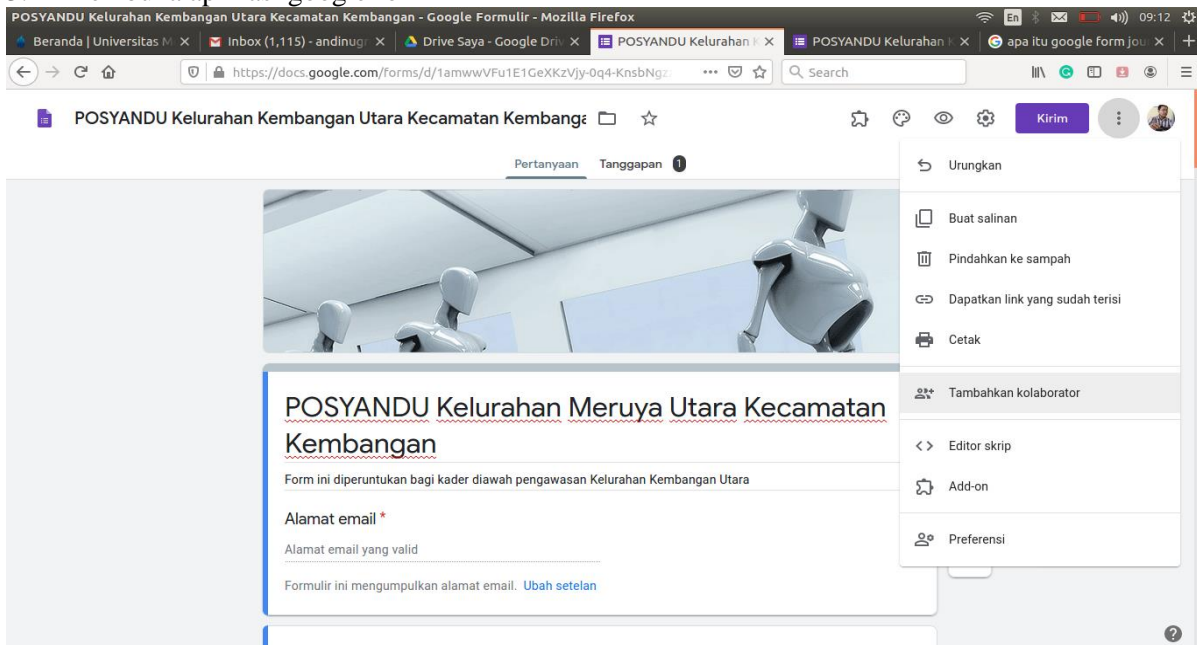 POSYANDU Kelurahan Kembangan Utara Kecamatan Kembangan - Google Formulir - Mozilla Firefox
En 09:12
Beranda | Universitas M
Inbox (1,115) - andinugr
Drive Saya - Google Driv
POSYANDU Kelurahan K
POSYANDU Kelurahan K
apa itu google form jou
https://docs.google.com/forms/d/1amwwVFu1E1GeXKzVjy-0q4-KnsbNgz
Search
POSYANDU Kelurahan Kembangan Utara Kecamatan Kembanga
Kirim
Pertanyaan Tanggapan 1
Urungkan
Buat salinan
Pindahkan ke sampah
Dapatkan link yang sudah terisi
Cetak
Tambahkan kolaborator
Editor skrip
Add-on
Preferensi
POSYANDU Kelurahan Meruya Utara Kecamatan
Kembangan
Form ini diperuntukan bagi kader diawah pengawasan Kelurahan Kembangan Utara
Alamat email *
Alamat email yang valid
Formulir ini mengumpulkan alamat email. Ubah setelan